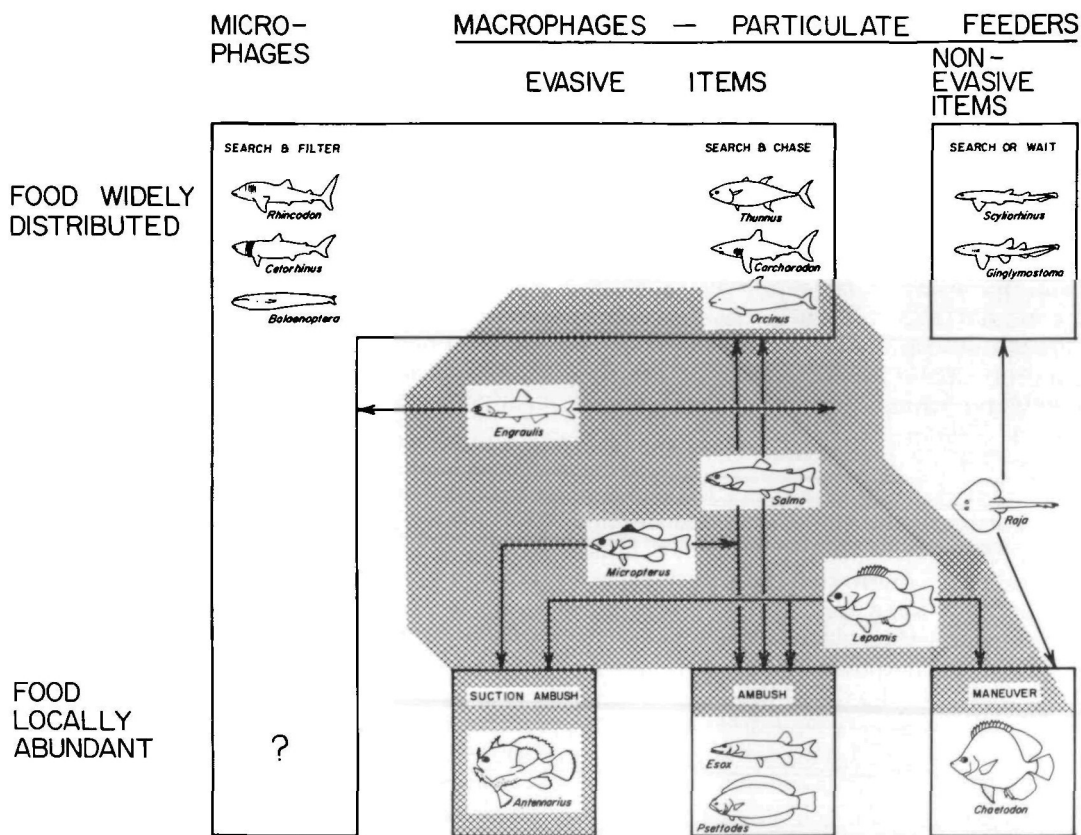 MICRO-
PHAGES
MACROPHAGES — PARTICULATE FEEDERS
EVASIVE ITEMS
NON-
EVASIVE
ITEMS
FOOD WIDELY
DISTRIBUTED
SEARCH & FILTER
Rhincodon
Cetorhinus
Balaenoptera
SEARCH & CHASE
Thunnus
Carcharodon
Orcinus
SEARCH OR WAIT
Scyliorhinus
Ginglymostoma
Engraulis
Salmo
Raja
Micropterus
Lepomis
FOOD
LOCALLY
ABUNDANT
?
SUCTION AMBUSH
Antennarius
AMBUSH
Esox
Psettodes
MANEUVER
Chaetodon